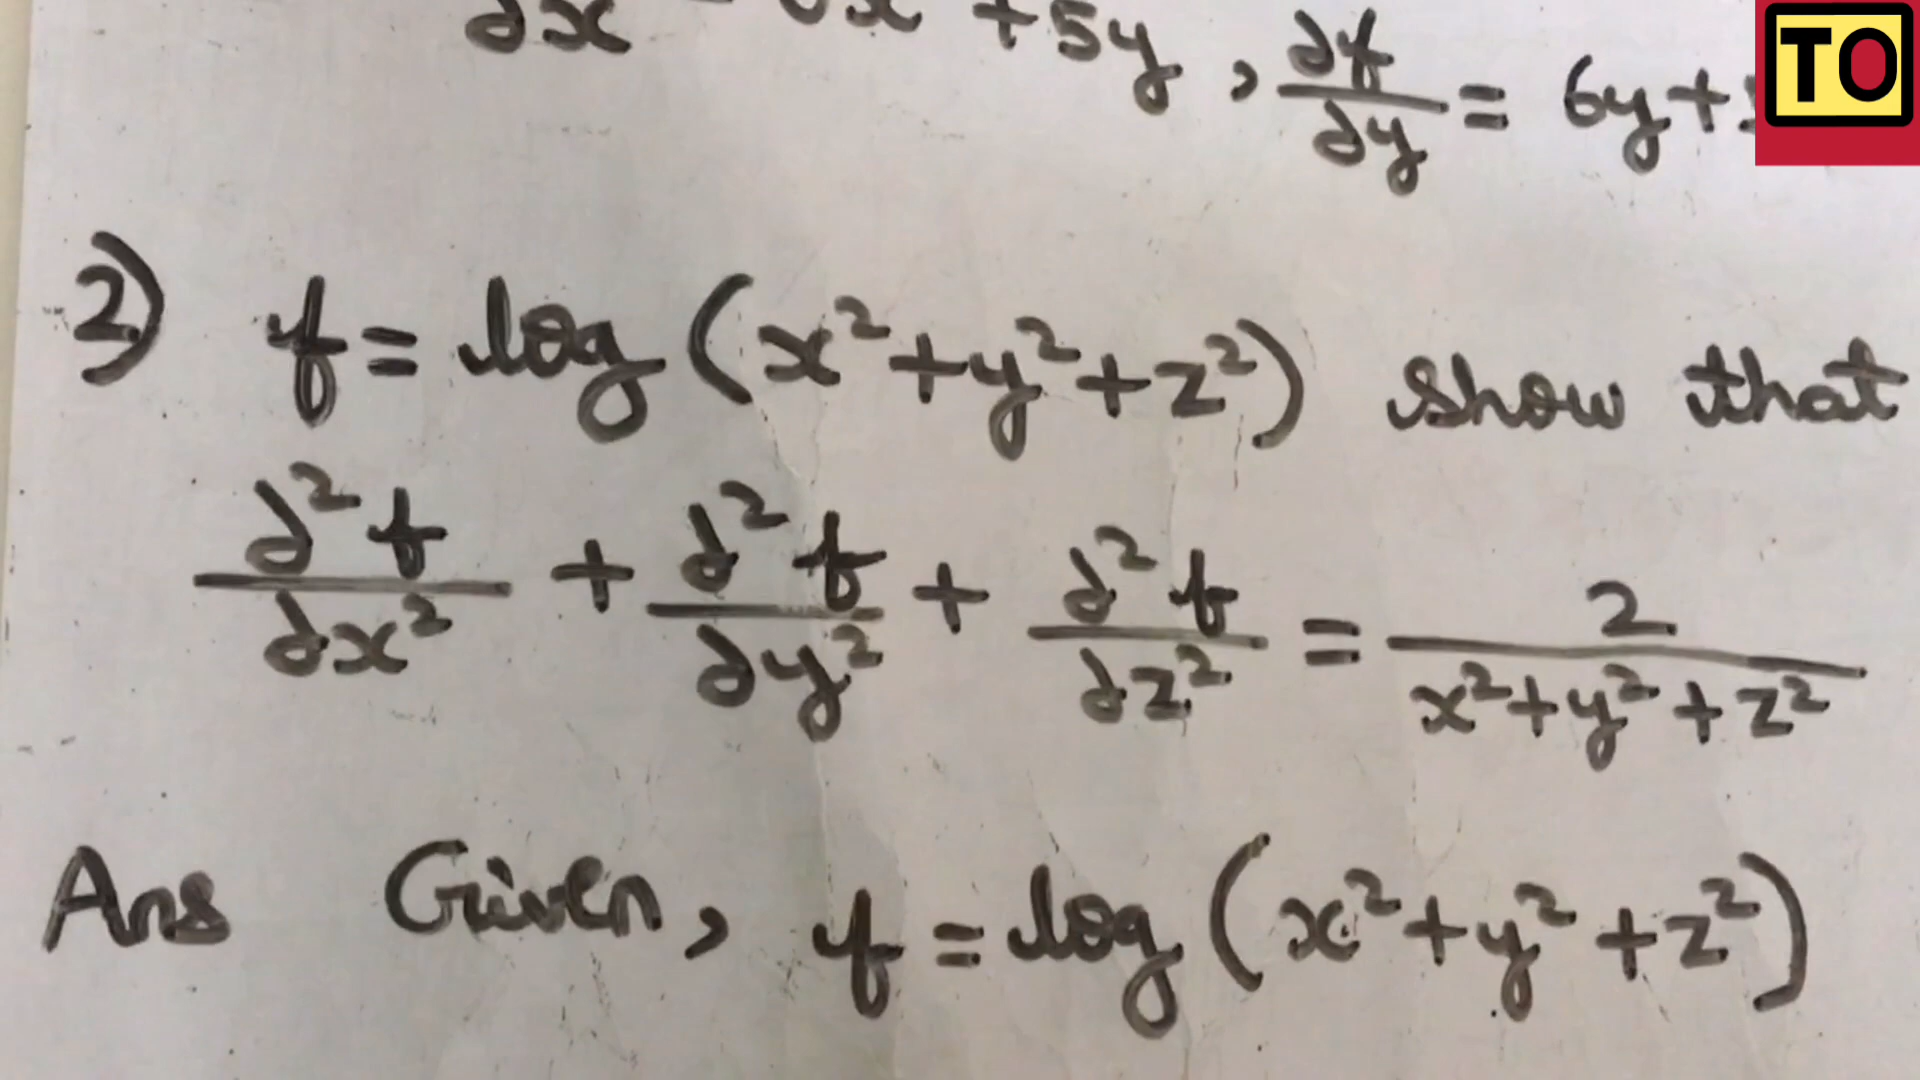 ∂x + 5y, ∂f/∂y = 6y+
TO
2) f = log (x²+y²+z²) show that
∂²f/∂x² + ∂²f/∂y² + ∂²f/∂z² = 2/x²+y²+z²
Ans Given, f = log (x²+y²+z²)